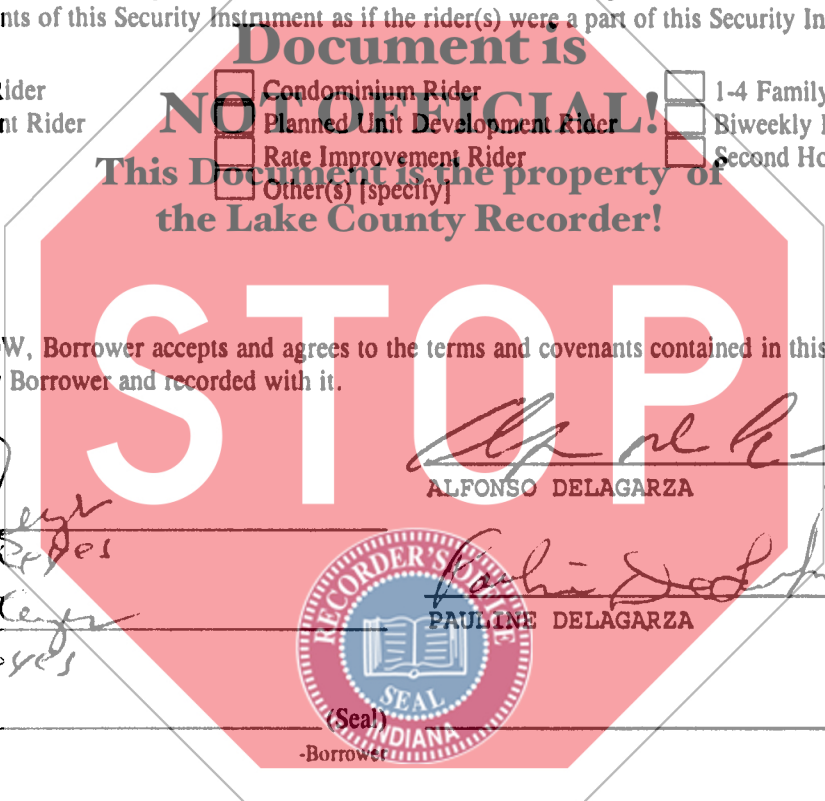 nts of this Security Instrument as if the rider(s) were a part of this Security In
Document is
ider Condominium Rider 1-4 Family
NOT OFFICIAL!
nt Rider Planned Unit Development Rider Biweekly
Rate Improvement Rider Second Ho
This Document is the property of
Other(s) [specify]
the Lake County Recorder!
STOP
W, Borrower accepts and agrees to the terms and covenants contained in this
Borrower and recorded with it.
ALFONSO DELAGARZA
RECORDER'S OFFICE
PAULINE DELAGARZA
SEAL
(Seal)
INDIANA
-Borrower